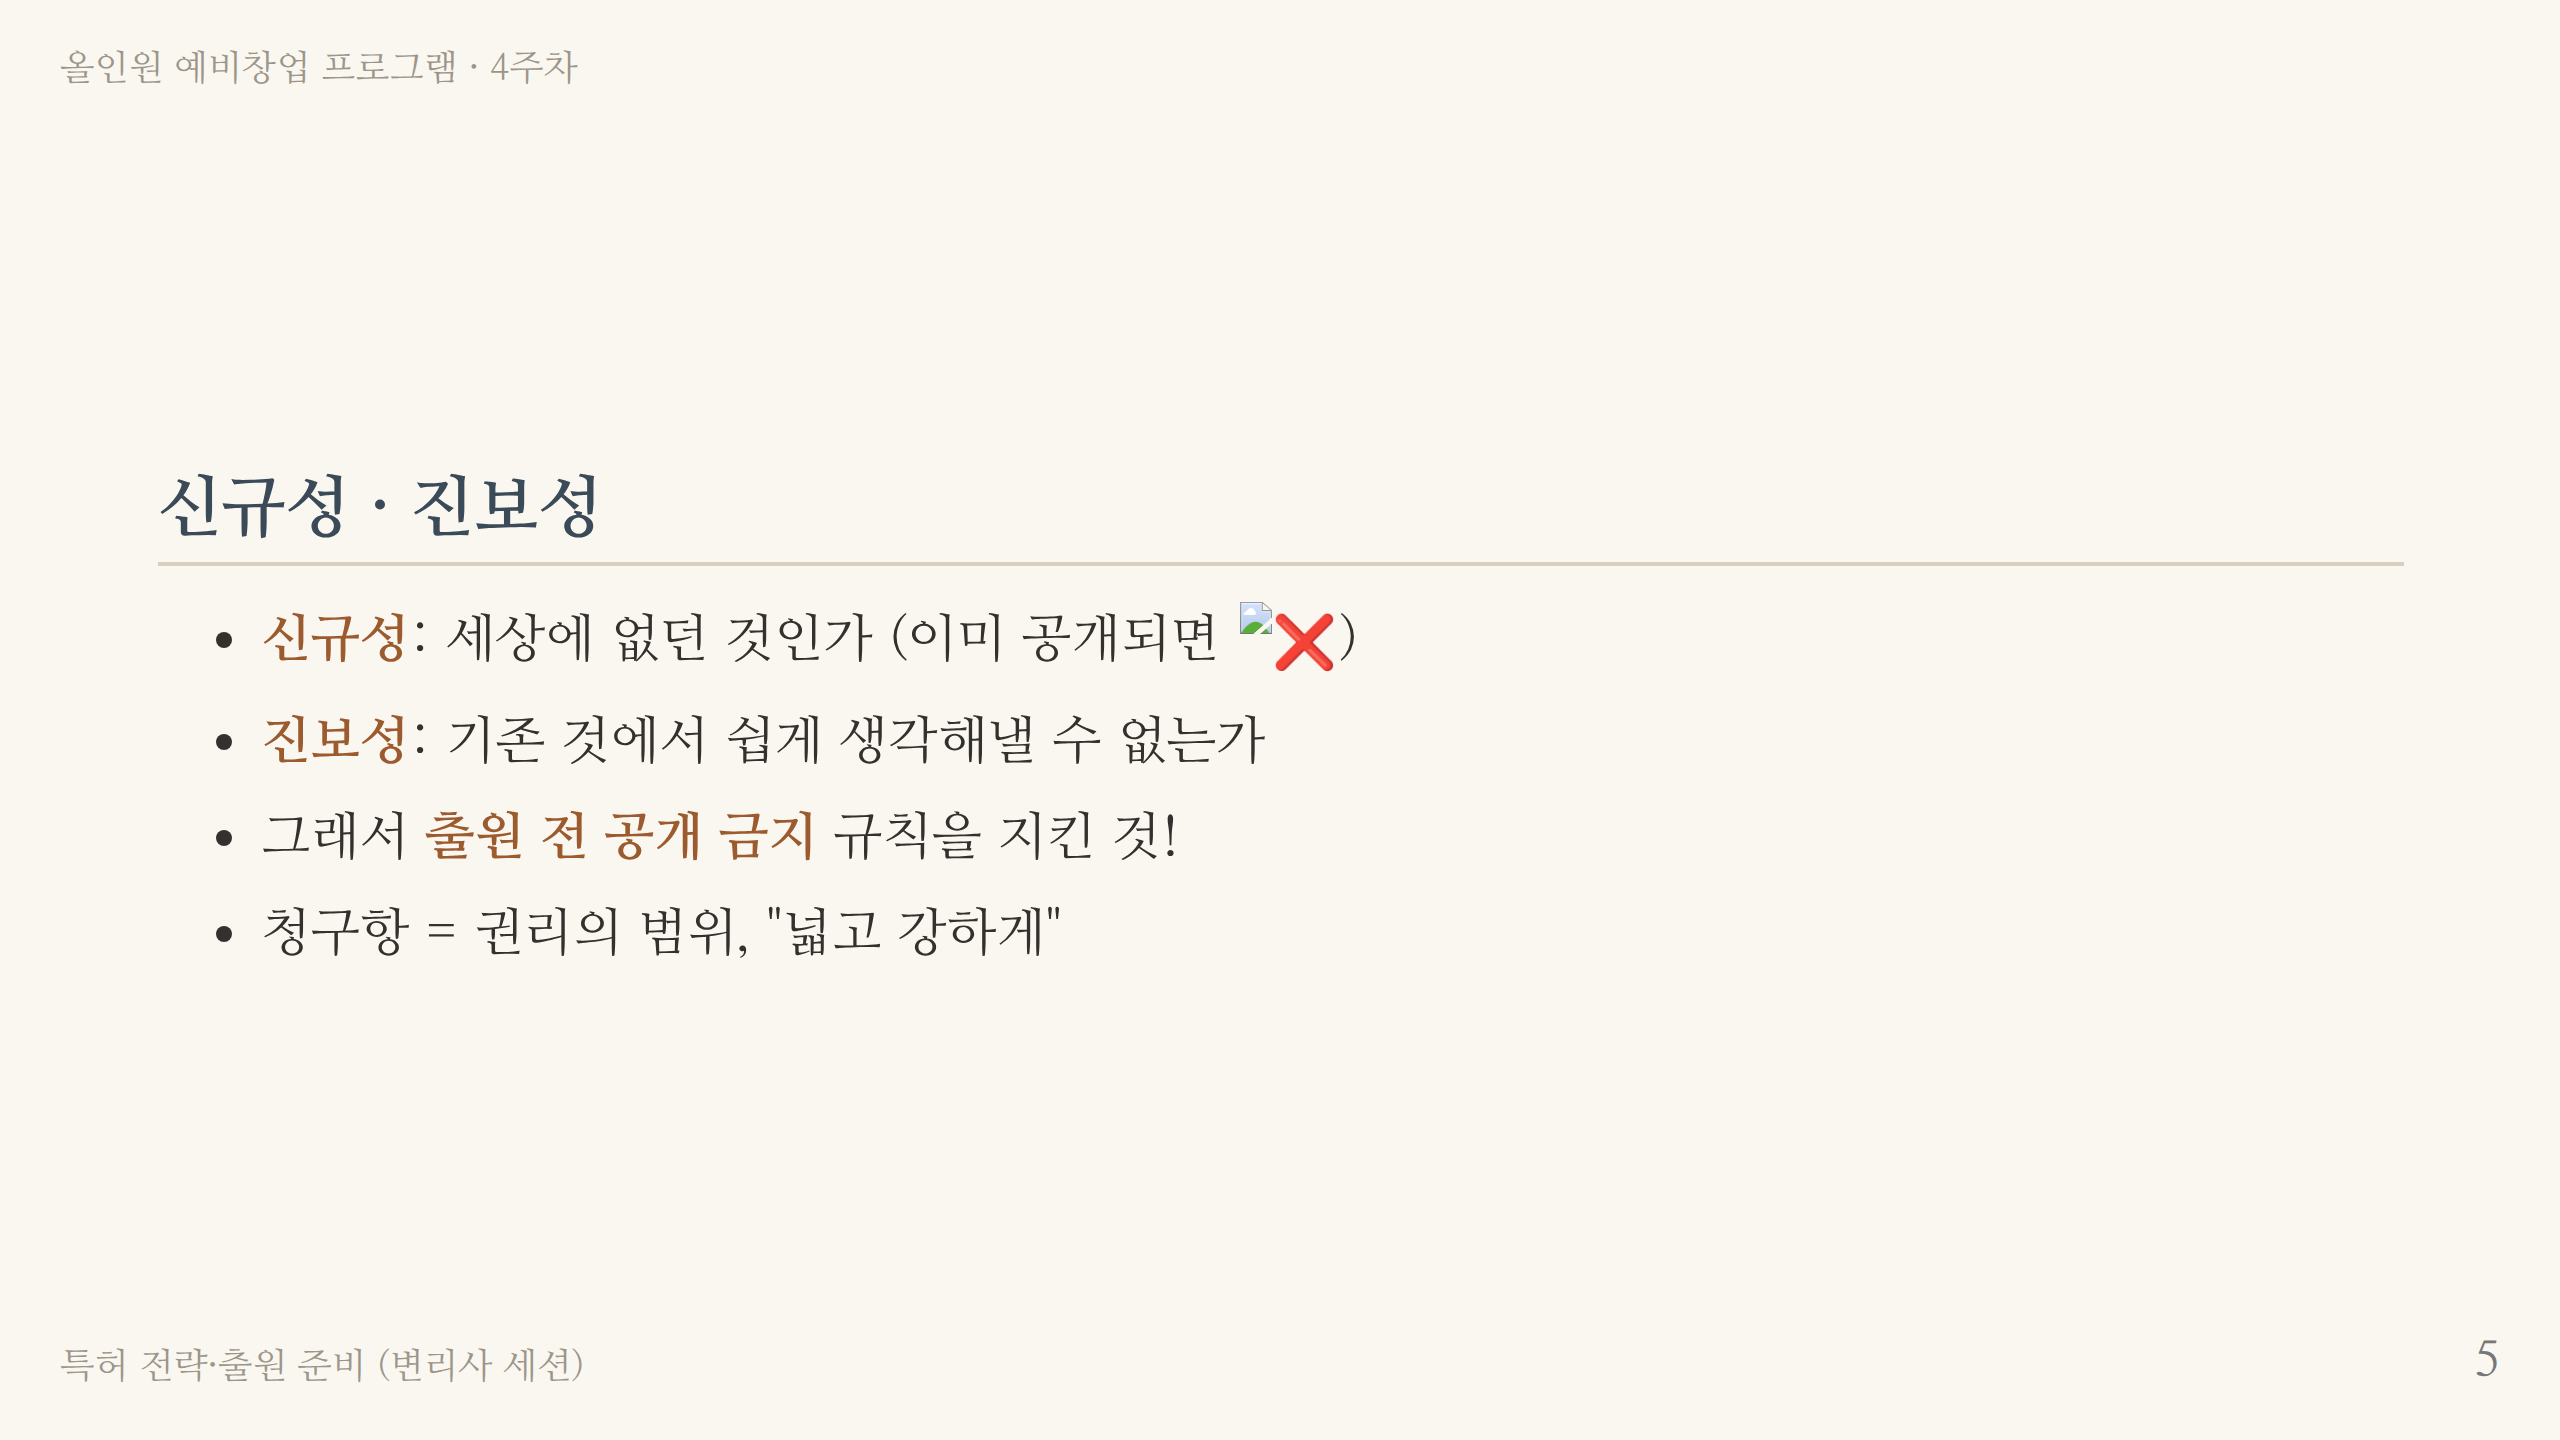 올인원 예비창업 프로그램 · 4주차
신규성 · 진보성
• 신규성: 세상에 없던 것인가 (이미 공개되면 ❌)
• 진보성: 기존 것에서 쉽게 생각해낼 수 없는가
• 그래서 출원 전 공개 금지 규칙을 지킨 것!
• 청구항 = 권리의 범위, "넓고 강하게"
특허 전략·출원 준비 (변리사 세션)
5